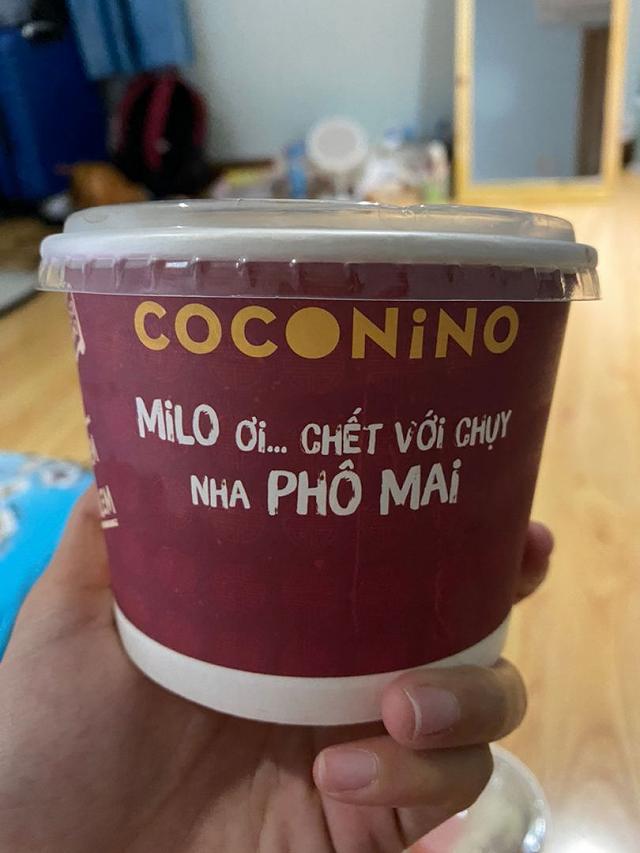 COCONiNO
MiLO ơi... CHẾT VỚI CHỤY
NHA PHÔ MAi